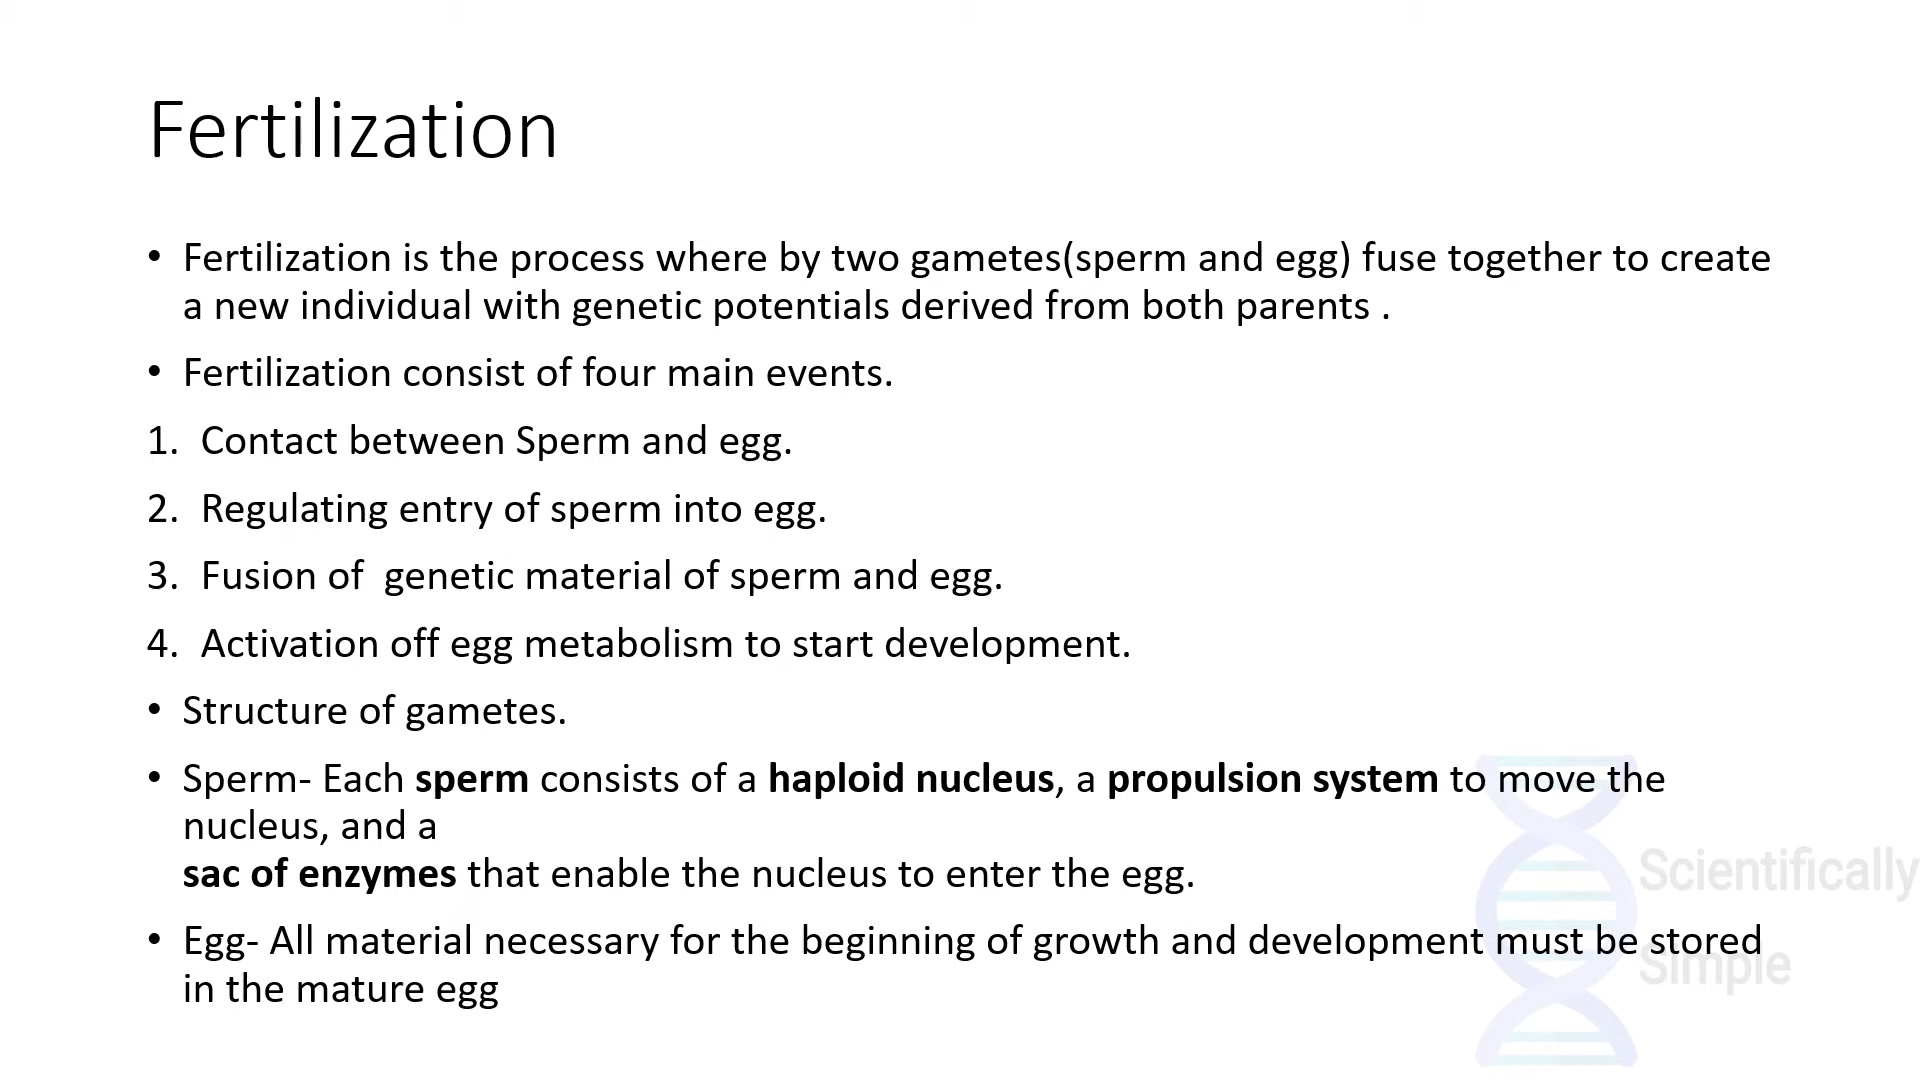 Fertilization
• Fertilization is the process where by two gametes(sperm and egg) fuse together to create
a new individual with genetic potentials derived from both parents .
• Fertilization consist of four main events.
1. Contact between Sperm and egg.
2. Regulating entry of sperm into egg.
3. Fusion of  genetic material of sperm and egg.
4. Activation off egg metabolism to start development.
• Structure of gametes.
• Sperm- Each sperm consists of a haploid nucleus, a propulsion system to move the
nucleus, and a
sac of enzymes that enable the nucleus to enter the egg.
• Egg- All material necessary for the beginning of growth and development must be stored
in the mature egg
Scientifically
Simple